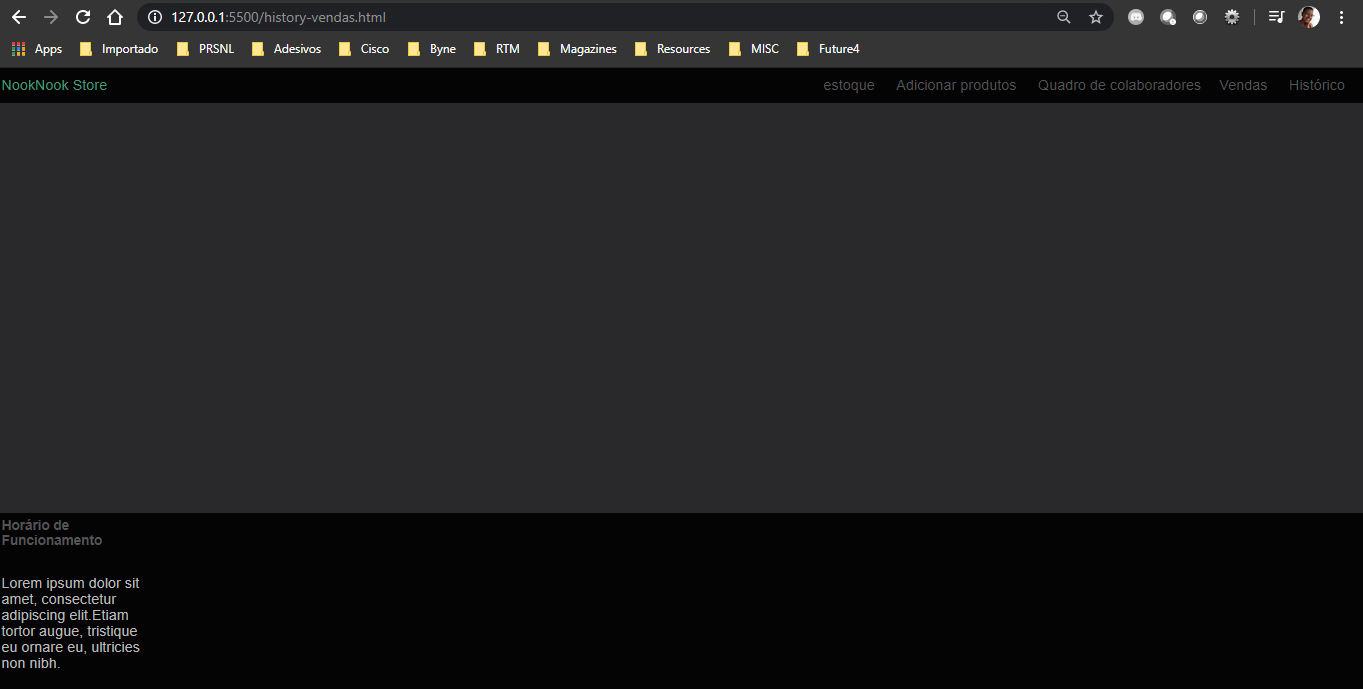 127.0.0.1:5500/history-vendas.html
Apps Importado PRSNL Adesivos Cisco Byne RTM Magazines Resources MISC Future4
NookNook Store estoque Adicionar produtos Quadro de colaboradores Vendas Histórico
Horário de
Funcionamento
Lorem ipsum dolor sit
amet, consectetur
adipiscing elit.Etiam
tortor augue, tristique
eu ornare eu, ultricies
non nibh.